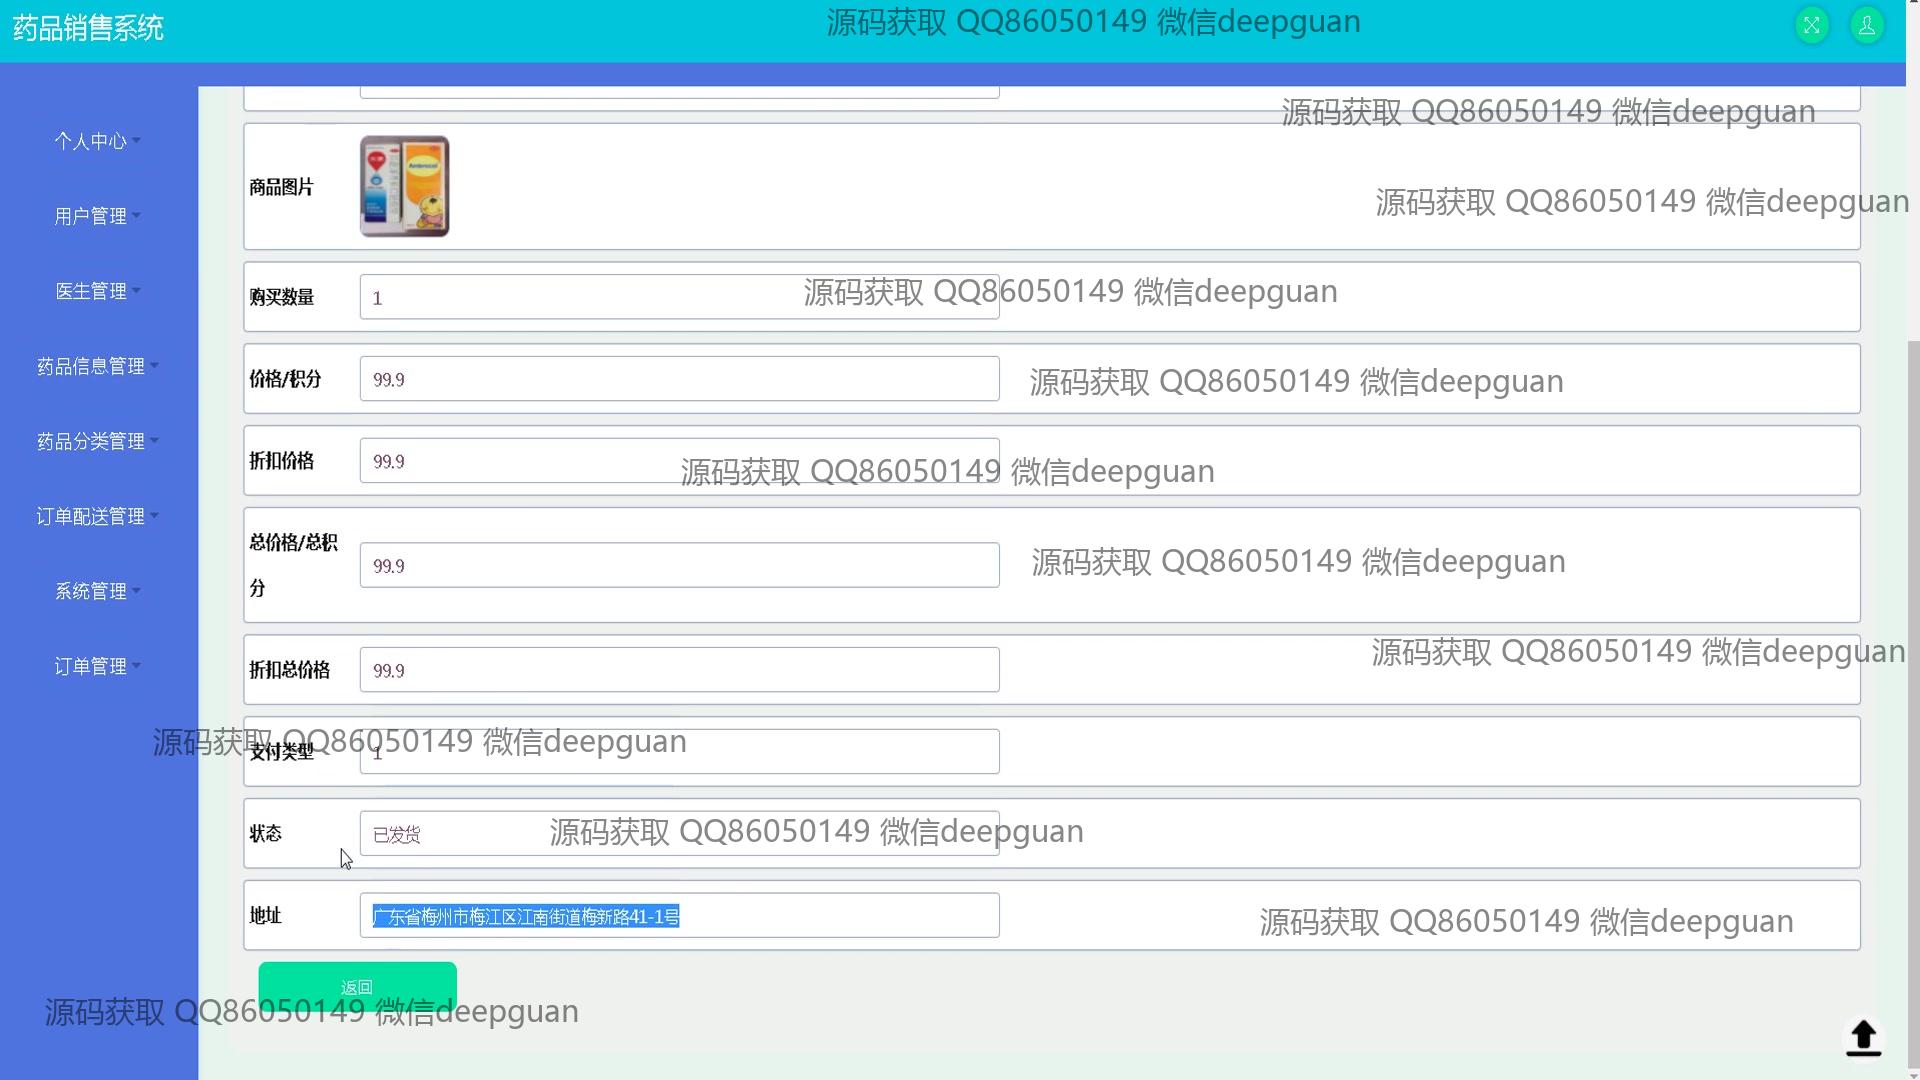 药品销售系统
源码获取 QQ86050149 微信deepguan
源码获取 QQ86050149 微信deepguan
个人中心
商品图片
Ambroxol
源码获取 QQ86050149 微信deepguan
用户管理
医生管理
购买数量
1
源码获取 QQ86050149 微信deepguan
药品信息管理
价格/积分
99.9
源码获取 QQ86050149 微信deepguan
药品分类管理
折扣价格
99.9
源码获取 QQ86050149 微信deepguan
订单配送管理
总价格/总积
分
99.9
源码获取 QQ86050149 微信deepguan
系统管理
订单管理
折扣总价格
99.9
源码获取 QQ86050149 微信deepguan
支付类型
1
源码获取 QQ86050149 微信deepguan
状态
已发货
源码获取 QQ86050149 微信deepguan
地址
广东省梅州市梅江区江南街道梅新路41-1号
源码获取 QQ86050149 微信deepguan
返回
源码获取 QQ86050149 微信deepguan